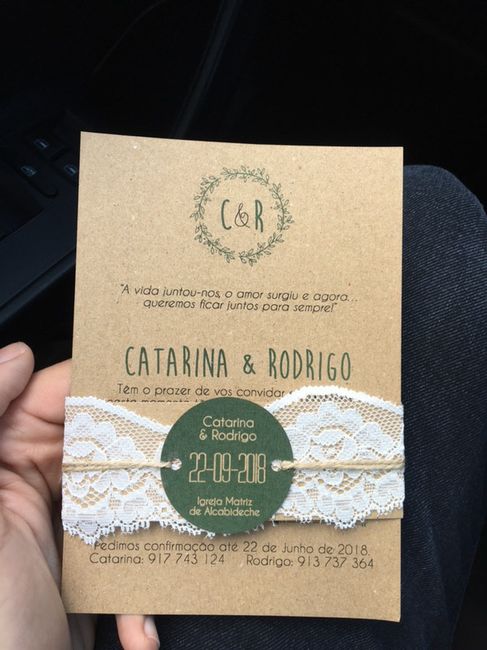 C & R
"A vida juntou-nos, o amor surgiu e agora...
queremos ficar juntos para sempre!"
CATARINA & RODRIGO
Têm o prazer de vos convidar
Catarina
& Rodrigo
22-09-2018
Igreja Matriz
de Alcabideche
Pedimos confirmação até 22 de Junho de 2018.
Catarina: 917 743 124 Rodrigo: 913 737 364